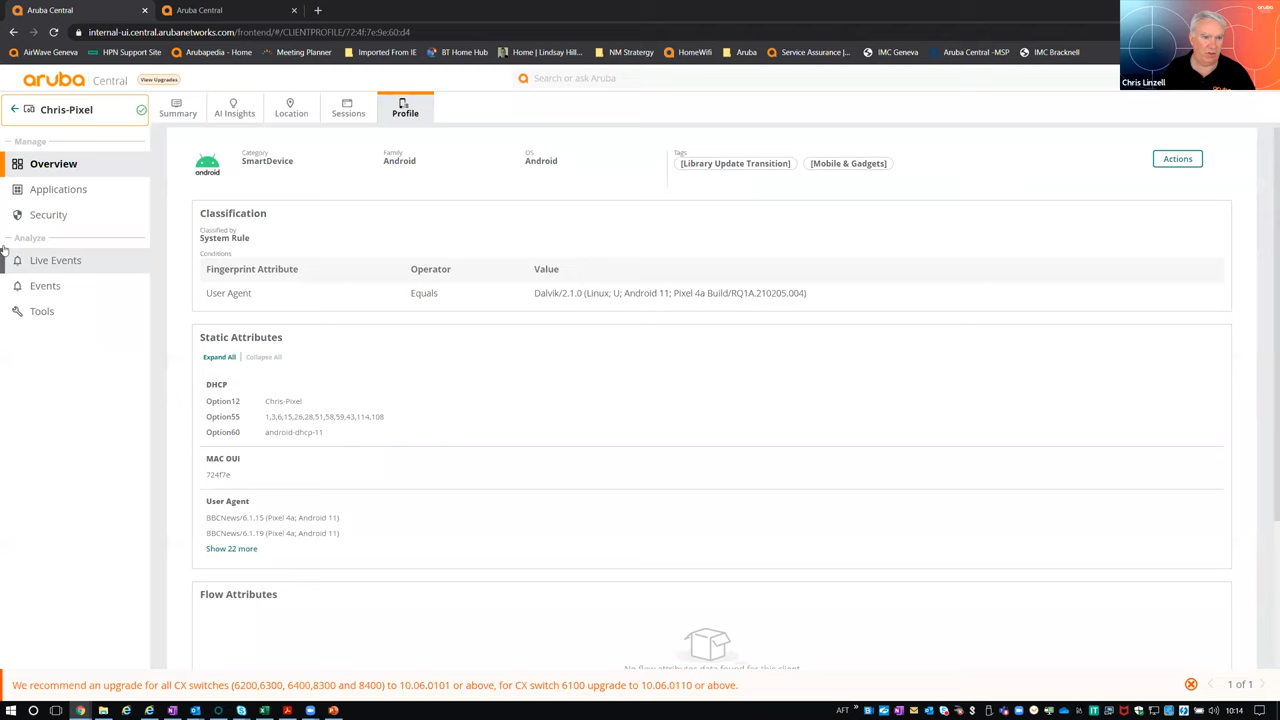 Aruba Central
Aruba Central
internal-ui.central.arubanetworks.com/frontend/#/CLIENTPROFILE/72:4f:7e:9e:60:d4
AirWave Geneva
HPN Support Site
Arubapedia - Home
Meeting Planner
Imported From IE
BT Home Hub
Home | Lindsay Hill...
NM Stratergy
HomeWifi
Aruba
Service Assurance |...
IMC Geneva
Aruba Central -MSP
IMC Bracknell
Chris Linzell
aruba Central
View Upgrades
Search or ask Aruba
Chris-Pixel
Summary
AI Insights
Location
Sessions
Profile
Manage
Overview
Applications
Security
Analyze
Live Events
Events
Tools
android
Category
SmartDevice
Family
Android
OS
Android
Tags
[Library Update Transition]
[Mobile & Gadgets]
Actions
Classification
Classified by
System Rule
Conditions
Fingerprint Attribute Operator Value
User Agent Equals Dalvik/2.1.0 (Linux; U; Android 11; Pixel 4a Build/RQ1A.210205.004)
Static Attributes
Expand All | Collapse All
DHCP
Option12 Chris-Pixel
Option55 1,3,6,15,26,28,51,58,59,43,114,108
Option60 android-dhcp-11
MAC OUI
724f7e
User Agent
BBCNews/6.1.15 (Pixel 4a; Android 11)
BBCNews/6.1.19 (Pixel 4a; Android 11)
Show 22 more
Flow Attributes
No flow attributes data found for this client
We recommend an upgrade for all CX switches (6200,6300, 6400,8300 and 8400) to 10.06.0101 or above, for CX switch 6100 upgrade to 10.06.0110 or above.
1 of 1
AFT
10:14